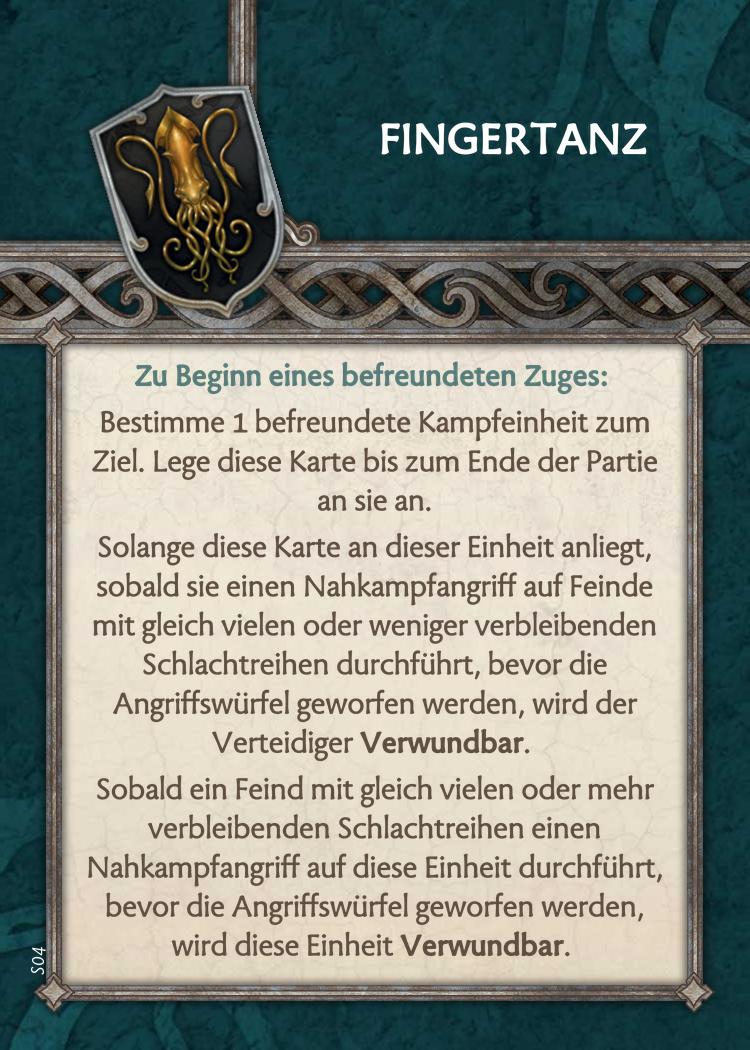 FINGERTANZ
Zu Beginn eines befreundeten Zuges:
Bestimme 1 befreundete Kampfeinheit zum
Ziel. Lege diese Karte bis zum Ende der Partie
an sie an.
Solange diese Karte an dieser Einheit anliegt,
sobald sie einen Nahkampfangriff auf Feinde
mit gleich vielen oder weniger verbleibenden
Schlachtreihen durchführt, bevor die
Angriffswürfel geworfen werden, wird der
Verteidiger Verwundbar.
Sobald ein Feind mit gleich vielen oder mehr
verbleibenden Schlachtreihen einen
Nahkampfangriff auf diese Einheit durchführt,
bevor die Angriffswürfel geworfen werden,
wird diese Einheit Verwundbar.
S04